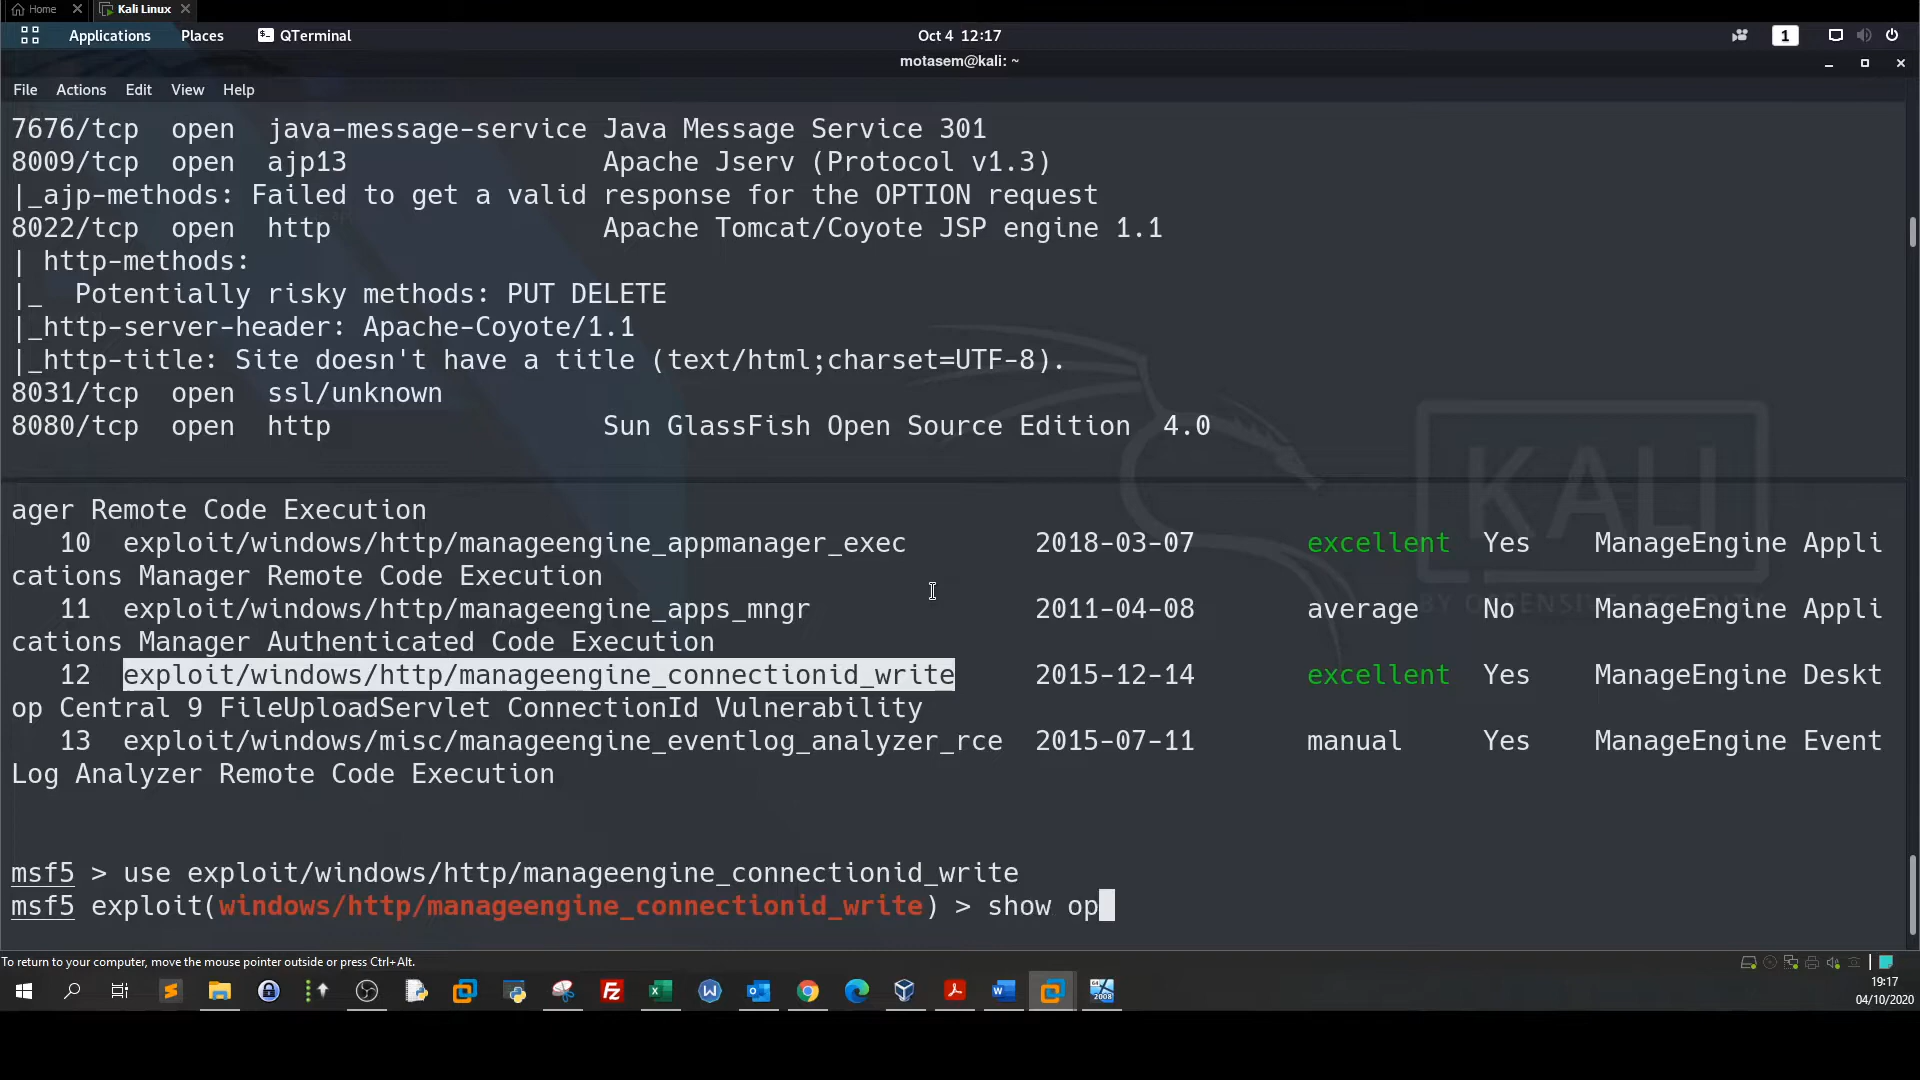 Home
Kali Linux
Applications Places QTerminal Oct 4 12:17 1
motasem@kali: ~
File Actions Edit View Help
7676/tcp open java-message-service Java Message Service 301
8009/tcp open ajp13 Apache Jserv (Protocol v1.3)
|_ajp-methods: Failed to get a valid response for the OPTION request
8022/tcp open http Apache Tomcat/Coyote JSP engine 1.1
| http-methods:
|_ Potentially risky methods: PUT DELETE
|_http-server-header: Apache-Coyote/1.1
|_http-title: Site doesn't have a title (text/html;charset=UTF-8).
8031/tcp open ssl/unknown
8080/tcp open http Sun GlassFish Open Source Edition 4.0
KALI
BY OFFENSIVE SECURITY
ager Remote Code Execution
10 exploit/windows/http/manageengine_appmanager_exec 2018-03-07 excellent Yes ManageEngine Appli
cations Manager Remote Code Execution
11 exploit/windows/http/manageengine_apps_mngr 2011-04-08 average No ManageEngine Appli
cations Manager Authenticated Code Execution
12 exploit/windows/http/manageengine_connectionid_write 2015-12-14 excellent Yes ManageEngine Deskt
op Central 9 FileUploadServlet ConnectionId Vulnerability
13 exploit/windows/misc/manageengine_eventlog_analyzer_rce 2015-07-11 manual Yes ManageEngine Event
Log Analyzer Remote Code Execution
msf5 > use exploit/windows/http/manageengine_connectionid_write
msf5 exploit(windows/http/manageengine_connectionid_write) > show op
To return to your computer, move the mouse pointer outside or press Ctrl+Alt.
19:17
04/10/2020